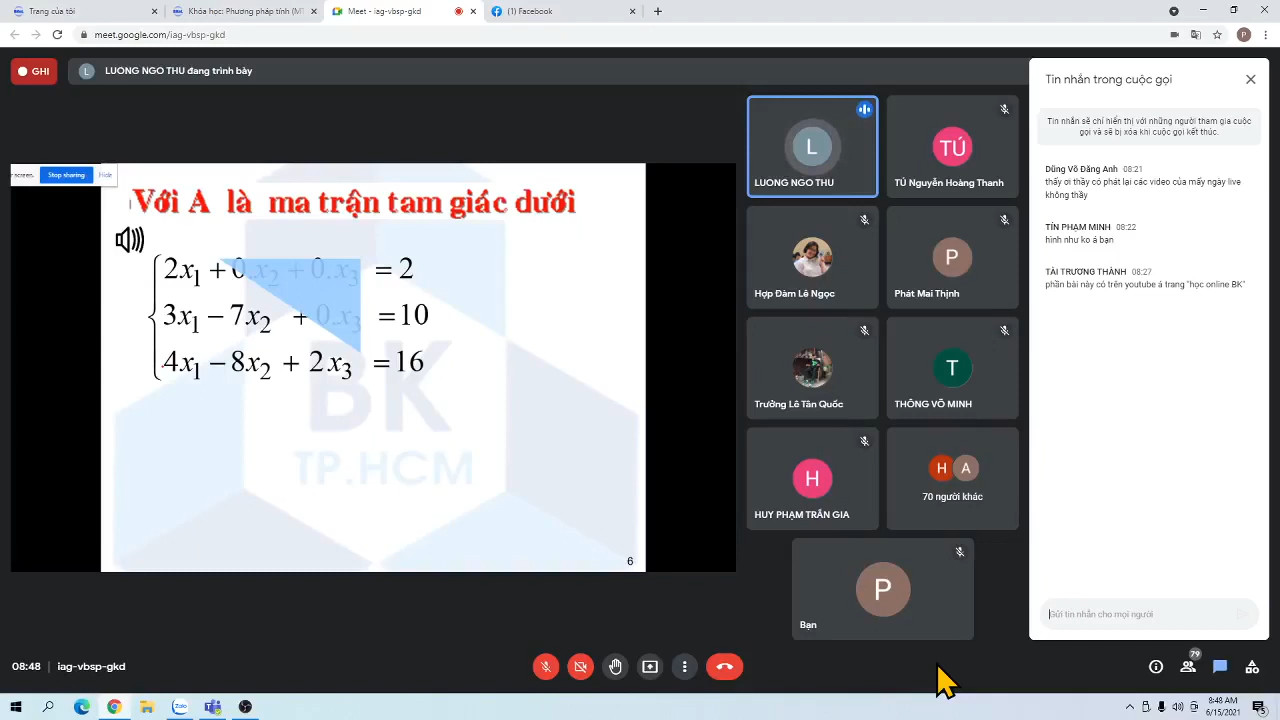 Trang của tôi
Khóa học: Phương pháp tính (MT
Meet - iag-vbsp-gkd
(1) Facebook
meet.google.com/iag-vbsp-gkd
P
GHI
L
LUONG NGO THU đang trình bày
r screen.
Stop sharing
Hide
Với A là ma trận tam giác dưới
2x1 + 0.x2 + 0.x3 = 2
3x1 − 7x2 + 0.x3 = 10
4x1 − 8x2 + 2x3 = 16
BK
TP.HCM
6
L
LUONG NGO THU
TÚ
TÚ Nguyễn Hoàng Thanh
Hợp Đàm Lê Ngọc
P
Phát Mai Thịnh
Trường Lê Tân Quốc
T
THÔNG VÕ MINH
H
HUY PHẠM TRẦN GIA
H A
70 người khác
P
Bạn
Tin nhắn trong cuộc gọi
Tin nhắn sẽ chỉ hiển thị với những người tham gia cuộc
gọi và sẽ bị xóa khi cuộc gọi kết thúc.
Dũng Võ Đăng Anh 08:21
thấy ơi thầy có phát lại các video của mấy ngày live
không thầy
TÍN PHẠM MINH 08:22
hình như ko á bạn
TÀI TRƯƠNG THÀNH 08:27
phần bài này có trên youtube á trang "học online BK"
Gửi tin nhắn cho mọi người
08:48 iag-vbsp-gkd
79
8:48 AM
6/15/2021
5